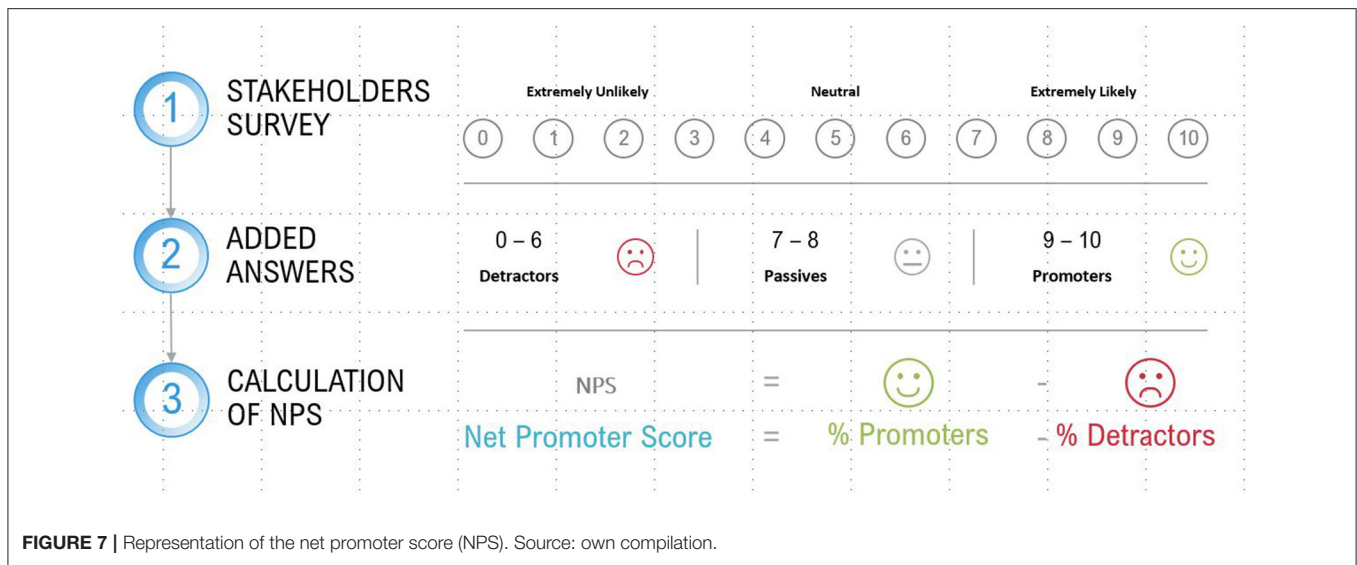 1
STAKEHOLDERS
SURVEY
Extremely Unlikely Neutral Extremely Likely
0 1 2 3 4 5 6 7 8 9 10
2
ADDED
ANSWERS
0 – 6 7 – 8 9 – 10
Detractors Passives Promoters
3
CALCULATION
OF NPS
NPS = -
Net Promoter Score = % Promoters - % Detractors
FIGURE 7 | Representation of the net promoter score (NPS). Source: own compilation.